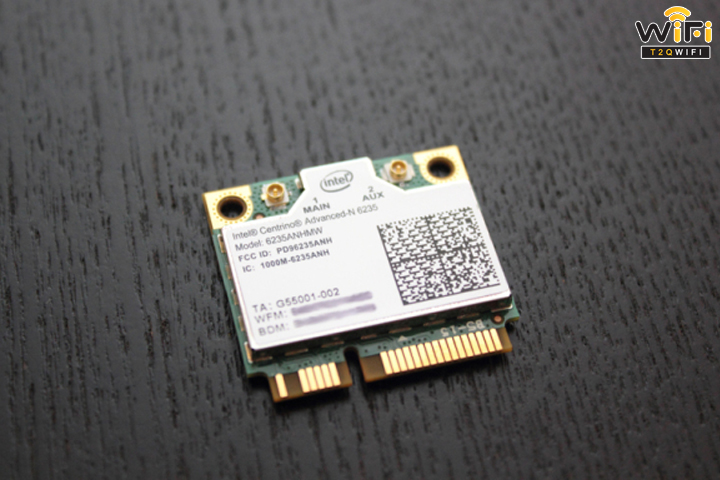 WiFi
T2QWIFI
intel
1
MAIN
2
AUX
Intel® Centrino® Advanced-N 6235
Model: 6235ANHMW
FCC ID: PD96235ANH
IC: 1000M-6235ANH
TA: G55001-002
WFM:
BDM: